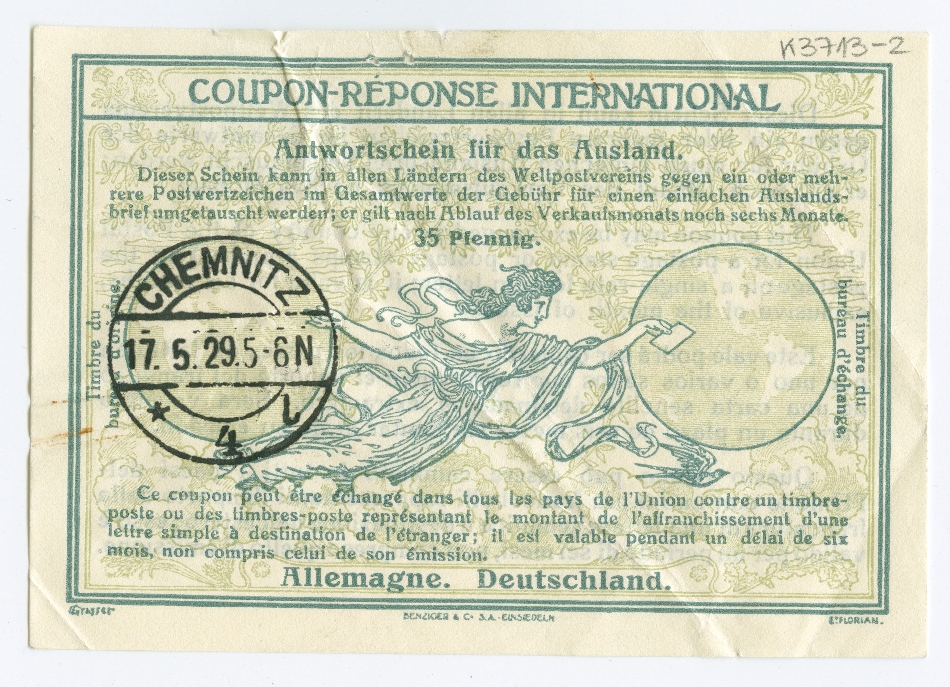 K3713-2
COUPON-RÉPONSE INTERNATIONAL
Antwortschein für das Ausland.
Dieser Schein kann in allen Ländern des Weltpostvereins gegen ein oder meh-
rere Postwertzeichen im Gesamtwerte der Gebühr für einen einfachen Auslands-
brief umgetauscht werden; er gilt nach Ablauf des Verkaufsmonats noch sechs Monate.
35 Pfennig.
CHEMNITZ
17. 5. 29. 5-6 N
* 4 l
Timbre du
bureau d'origine.
Timbre du
bureau d'échange.
Ce coupon peut être échangé dans tous les pays de l'Union contre un timbre-
poste ou des timbres-poste représentant le montant de l'affranchissement d'une
lettre simple à destination de l'étranger; il est valable pendant un délai de six
mois, non compris celui de son émission.
Allemagne. Deutschland.
EGrasset
BENZIGER & Co S.A.-EINSIEDELN
E. FLORIAN.